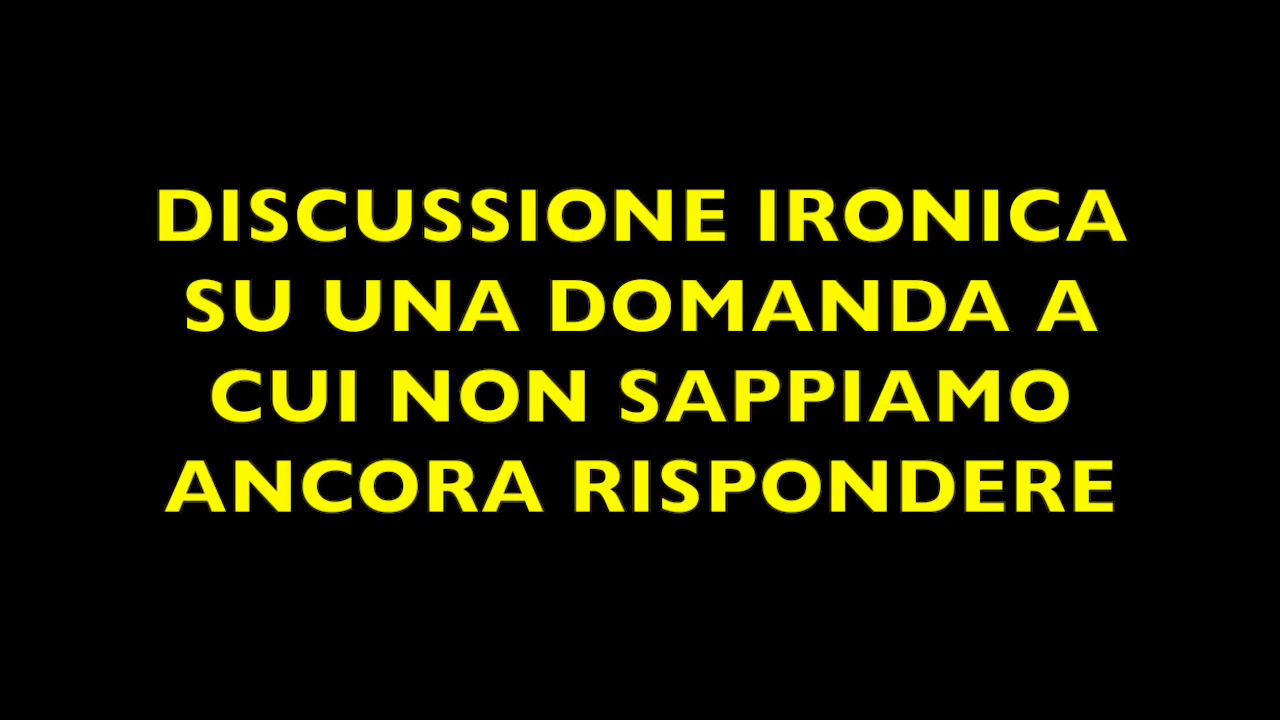 DISCUSSIONE IRONICA
SU UNA DOMANDA A
CUI NON SAPPIAMO
ANCORA RISPONDERE